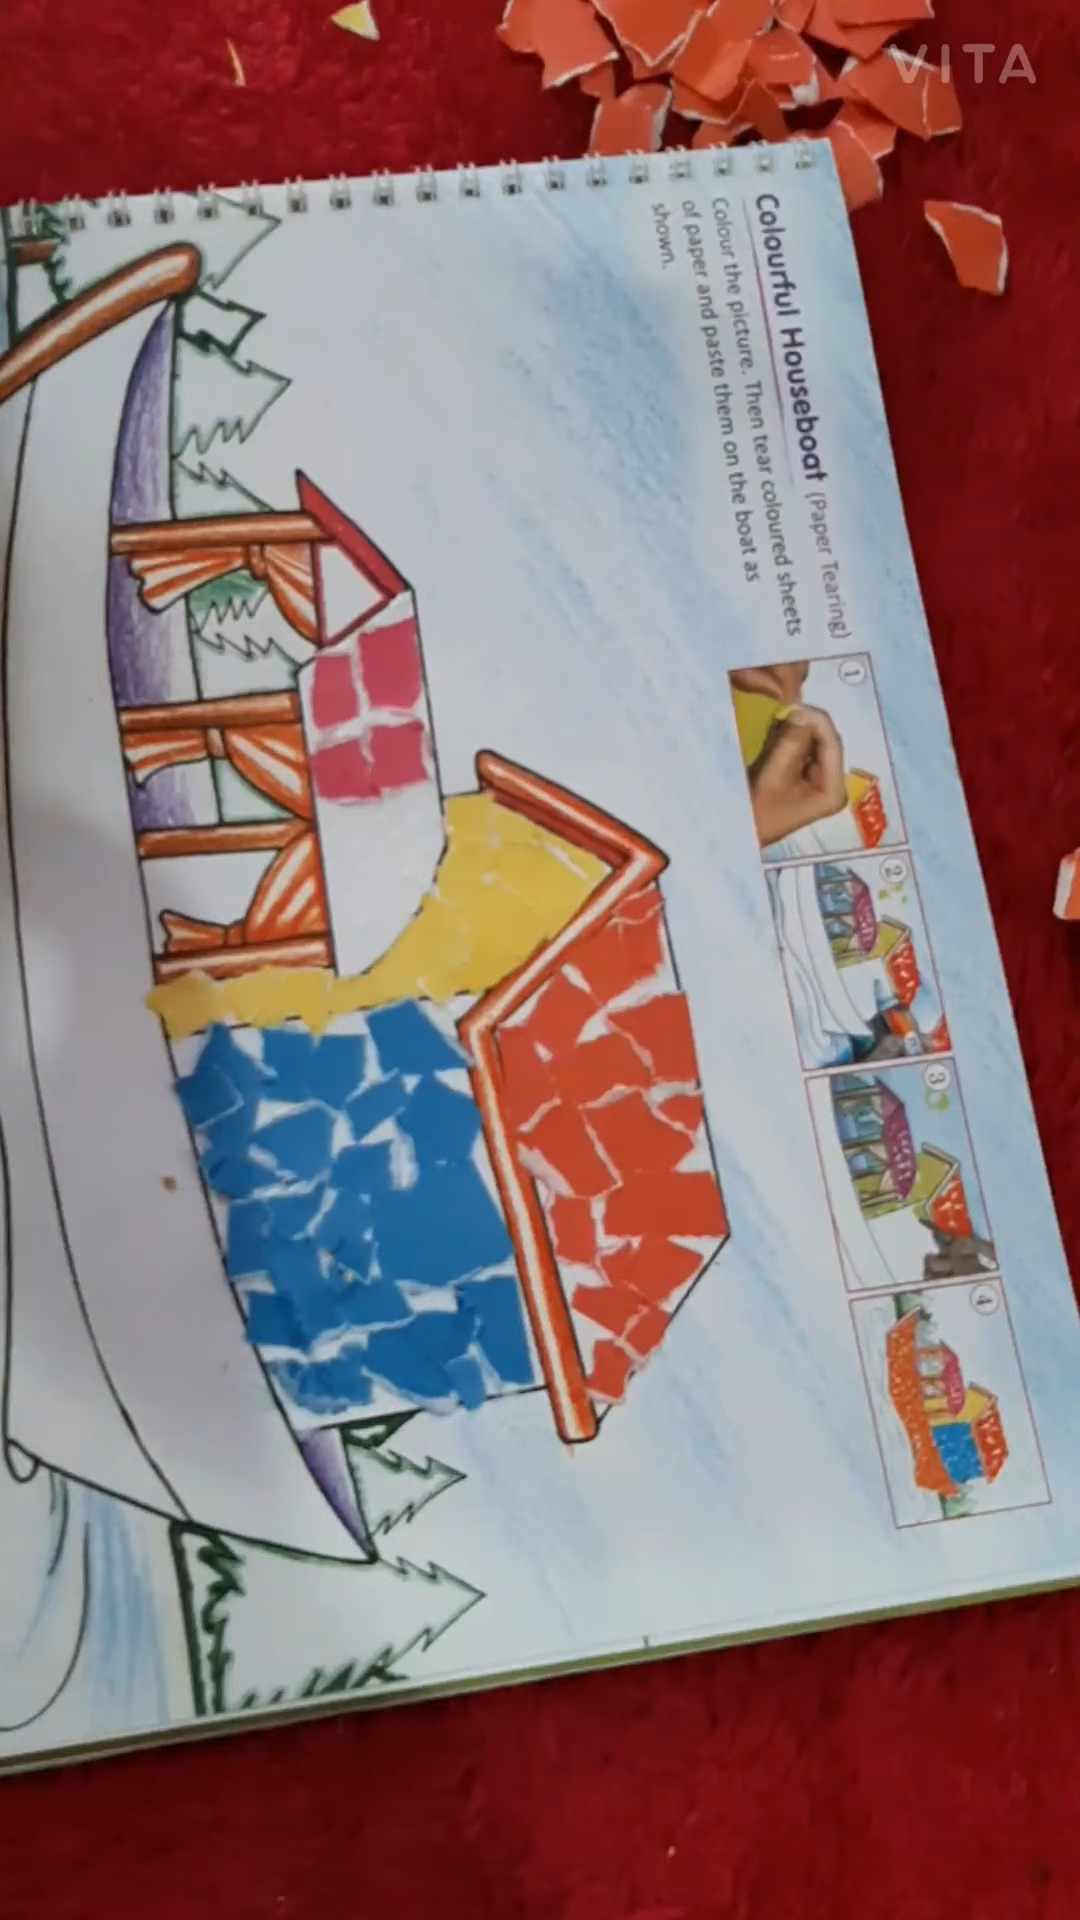 VITA
Colourful Houseboat (Paper Tearing)
Colour the picture. Then tear coloured sheets
of paper and paste them on the boat as
shown.
1
2
3
4